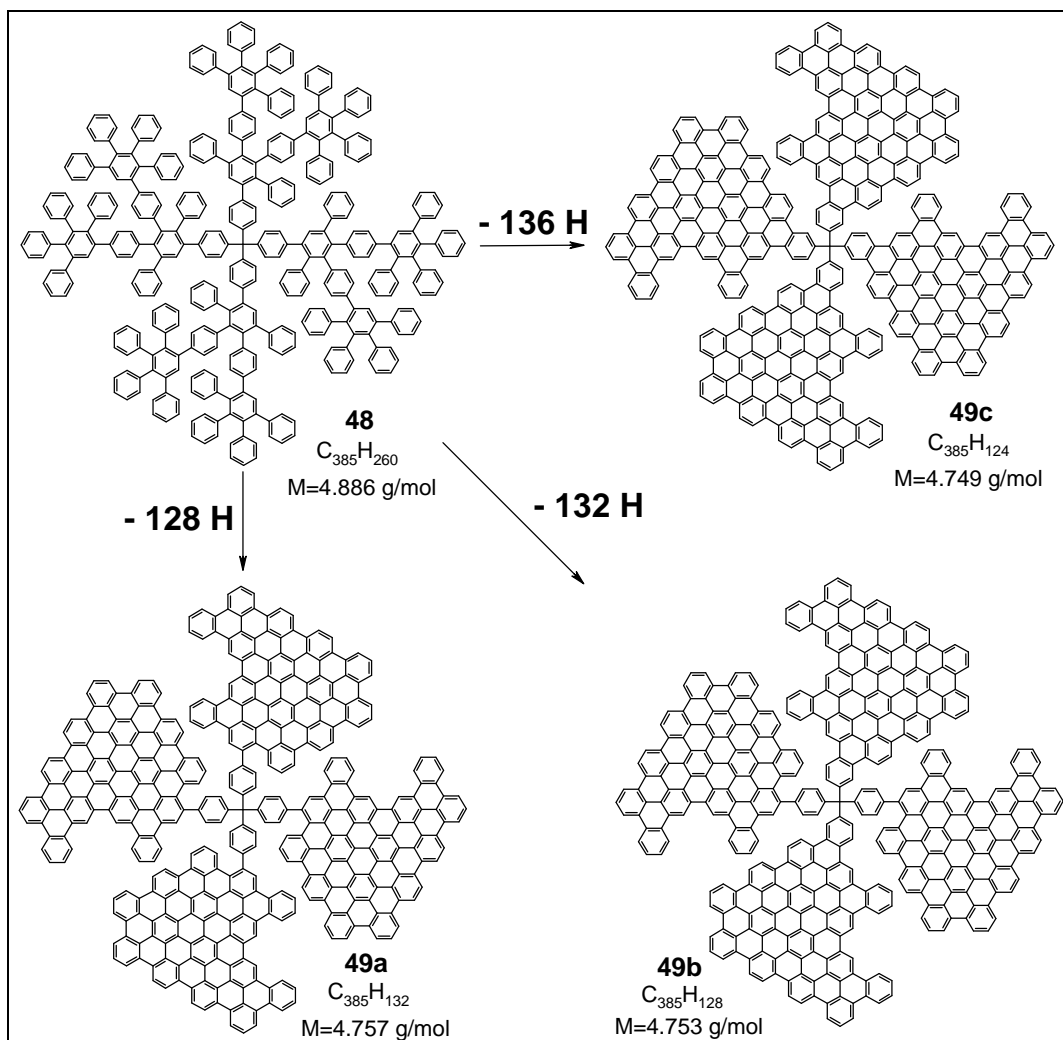 - 136 H
48
C₃₈₅H₂₆₀
M=4.886 g/mol
49c
C₃₈₅H₁₂₄
M=4.749 g/mol
- 128 H
- 132 H
49a
C₃₈₅H₁₃₂
M=4.757 g/mol
49b
C₃₈₅H₁₂₈
M=4.753 g/mol